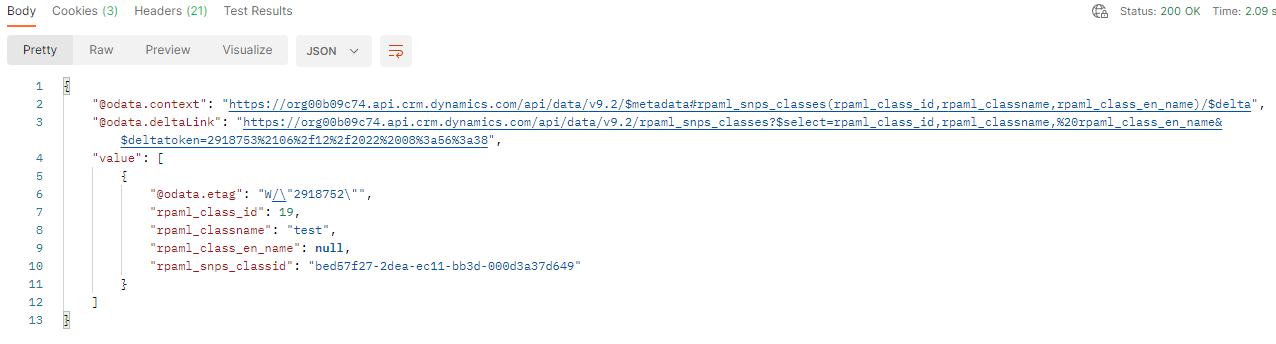 Body Cookies (3) Headers (21) Test Results Status: 200 OK Time: 2.09 s
Pretty Raw Preview Visualize JSON
1 {
2 "@odata.context": "https://org00b09c74.api.crm.dynamics.com/api/data/v9.2/$metadata#rpaml_snps_classes(rpaml_class_id,rpaml_classname,rpaml_class_en_name)/$delta",
3 "@odata.deltaLink": "https://org00b09c74.api.crm.dynamics.com/api/data/v9.2/rpaml_snps_classes?$select=rpaml_class_id,rpaml_classname,%20rpaml_class_en_name&
$deltatoken=2918753%2106%2f12%2f2022%2008%3a56%3a38",
4 "value": [
5 {
6 "@odata.etag": "W/\"2918752\"",
7 "rpaml_class_id": 19,
8 "rpaml_classname": "test",
9 "rpaml_class_en_name": null,
10 "rpaml_snps_classid": "bed57f27-2dea-ec11-bb3d-000d3a37d649"
11 }
12 ]
13 }